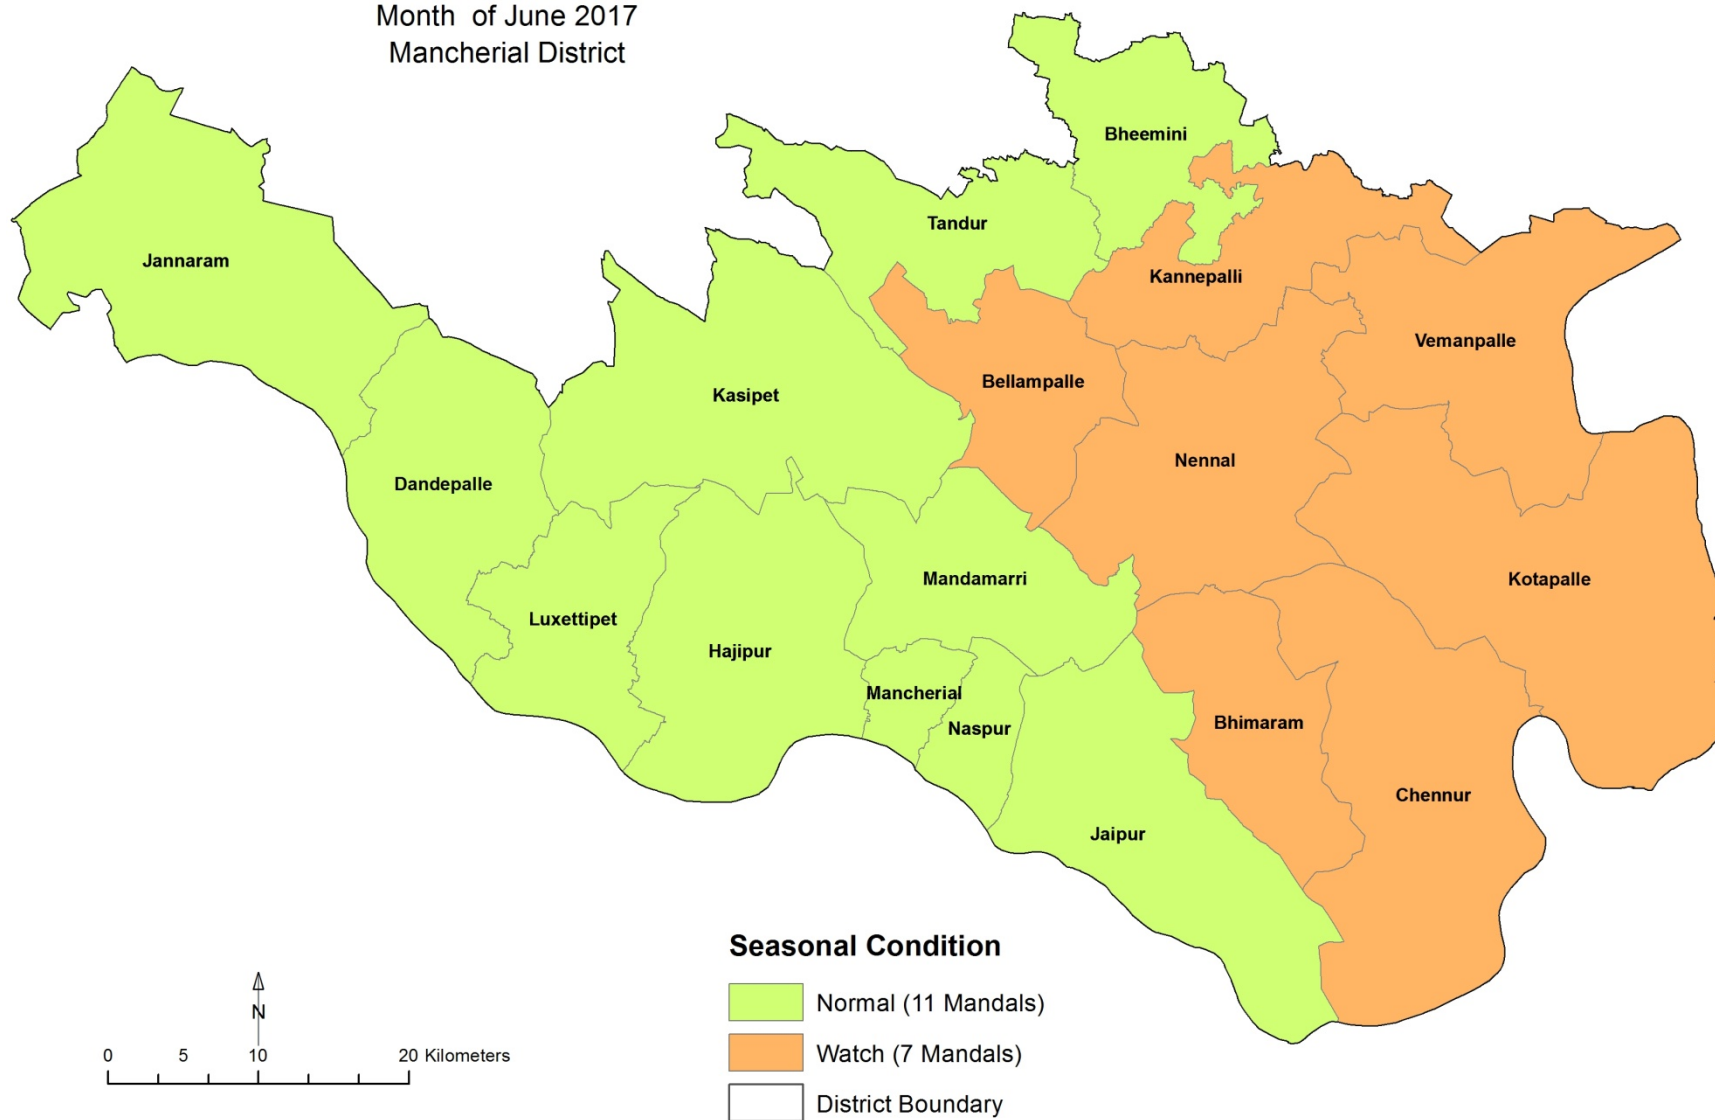 Month of June 2017
Mancherial District
Bheemini
Tandur
Jannaram
Kannepalli
Vemanpalle
Bellampalle
Kasipet
Nennal
Dandepalle
Mandamarri
Kotapalle
Luxettipet
Hajipur
Mancherial
Naspur
Bhimaram
Chennur
Jaipur
Seasonal Condition
Normal (11 Mandals)
Watch (7 Mandals)
District Boundary
N
0 5 10 20 Kilometers